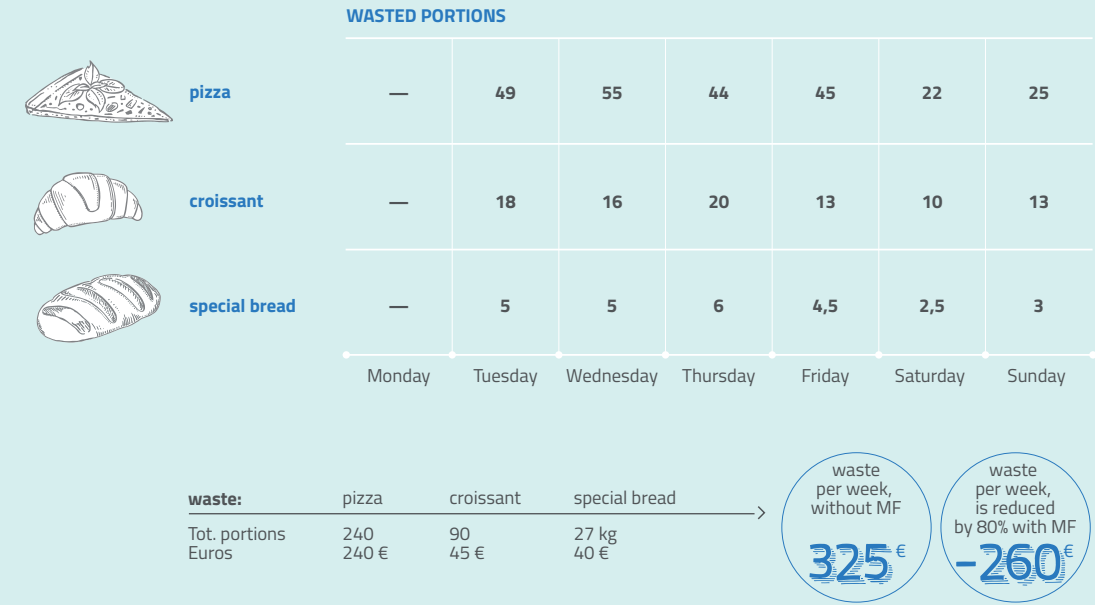 WASTED PORTIONS
pizza — 49 55 44 45 22 25
croissant — 18 16 20 13 10 13
special bread — 5 5 6 4,5 2,5 3
Monday Tuesday Wednesday Thursday Friday Saturday Sunday
waste: pizza croissant special bread
Tot. portions 240 90 27 kg
Euros 240 € 45 € 40 €
waste
per week,
without MF
325 €
waste
per week,
is reduced
by 80% with MF
-260 €